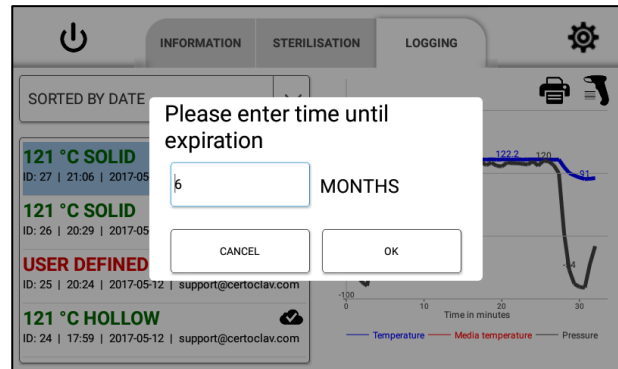 INFORMATION
STERILISATION
LOGGING
SORTED BY DATE
Please enter time until
expiration
6
MONTHS
CANCEL
OK
121 °C SOLID
ID: 27 | 21:06 | 2017-05
121 °C SOLID
ID: 26 | 20:29 | 2017-05
USER DEFINED
ID: 25 | 20:24 | 2017-05-12 | support@certoclav.com
121 °C HOLLOW
ID: 24 | 17:59 | 2017-05-12 | support@certoclav.com
122.2
120
91
-100
0
10
20
30
Time in minutes
Temperature
Media temperature
Pressure